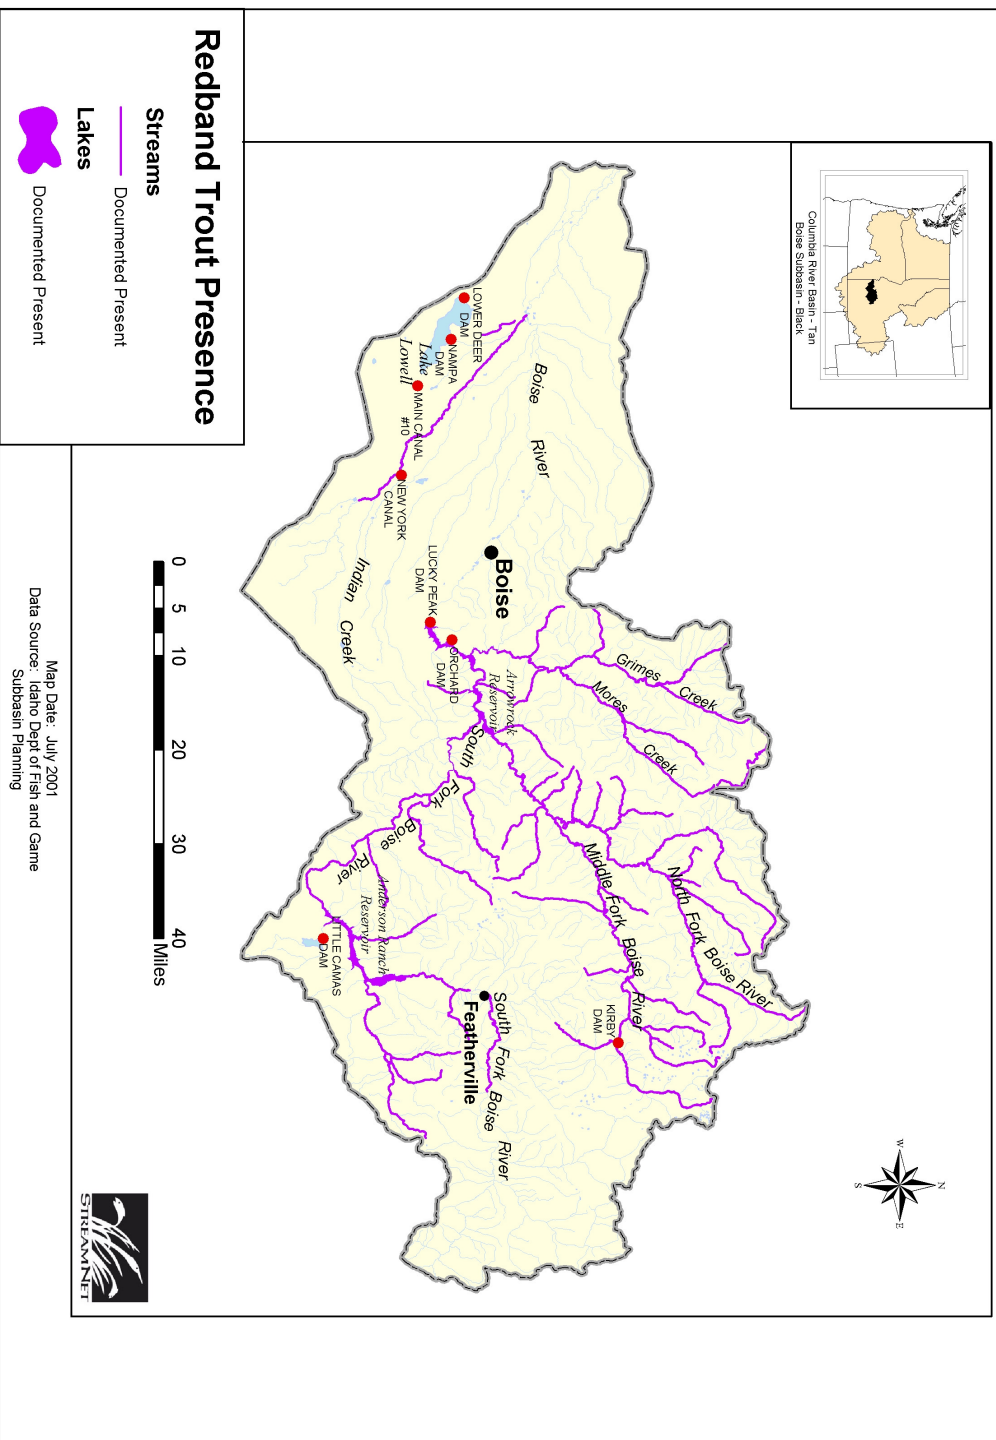 Redband Trout Presence
Streams
Documented Present
Lakes
Documented Present
Columbia River Basin - Tan
Boise Subbasin - Black
LOWER DEER
DAM
NAMPA
DAM
Lake
Lowell
MAIN CANAL
#10
NEW YORK
CANAL
Boise
River
Boise
LUCKY PEAK
DAM
ORCHARD
DAM
Indian
Creek
Arrowrock
Reservoir
Grimes
Creek
Mores
Creek
South
Fork
Boise
River
Anderson Ranch
Reservoir
LITTLE CAMAS
DAM
Middle
Fork
Boise
River
North Fork Boise River
KIRBY
DAM
South
Fork
Boise
River
Featherville
N
E
S
W
0
5
10
20
30
40
Miles
Map Date: July 2001
Data Source: Idaho Dept of Fish and Game
Subbasin Planning
STREAMNET